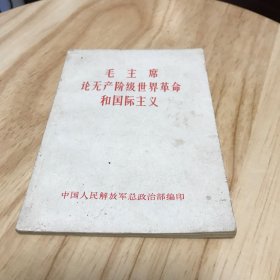 毛主席
论无产阶级世界革命
和国际主义
中国人民解放军总政治部编印